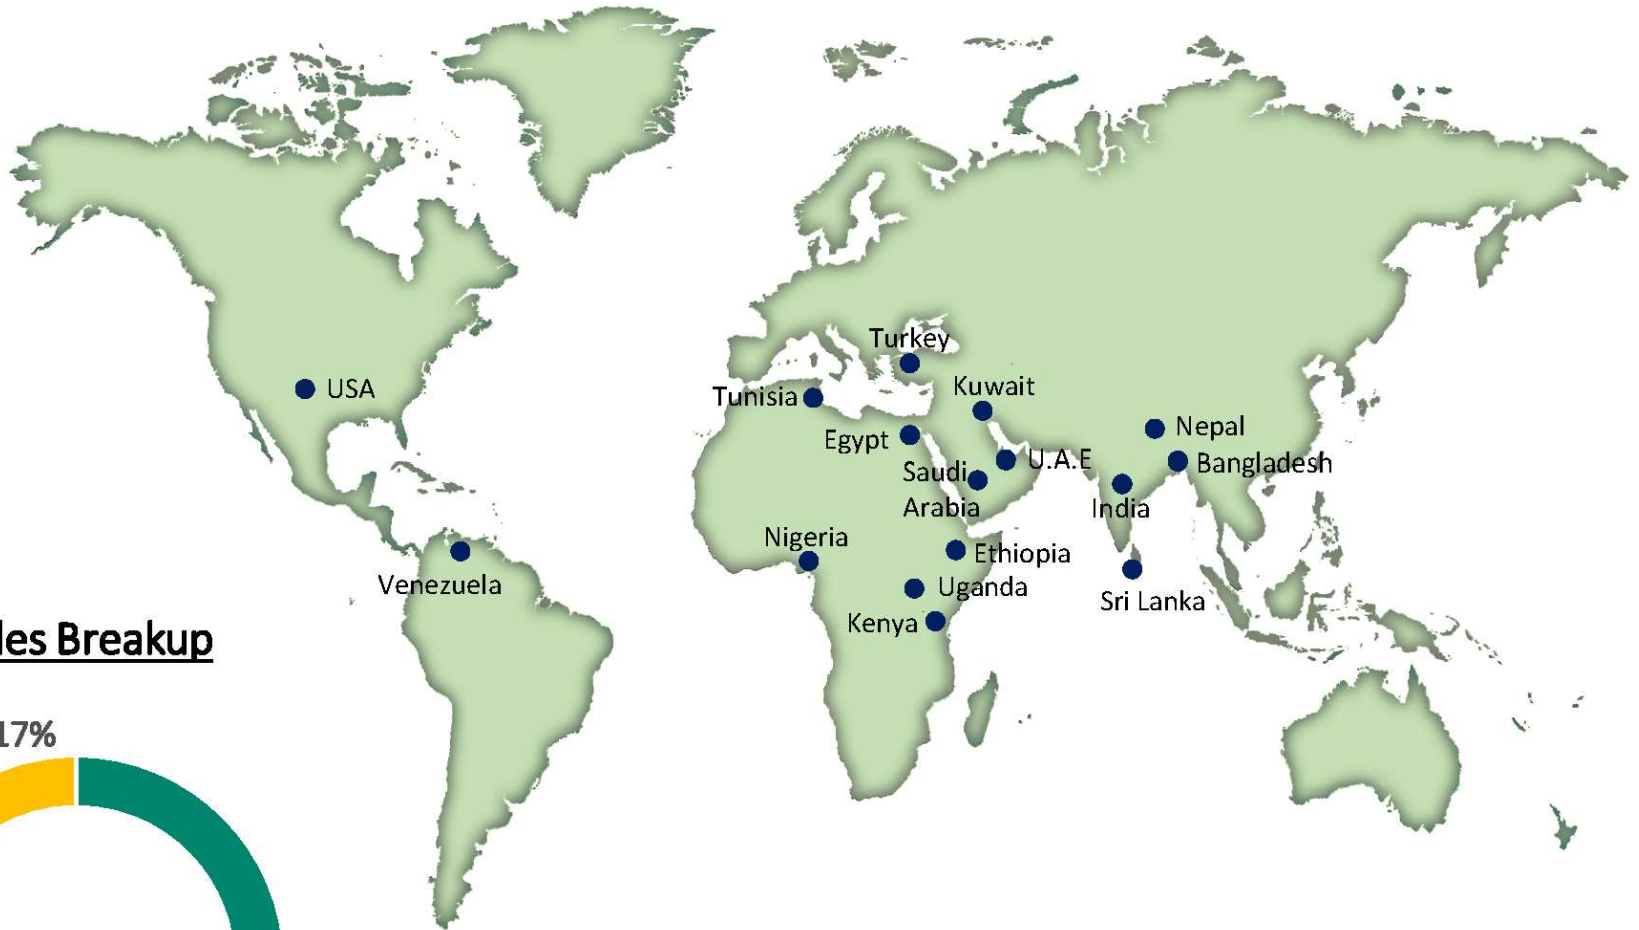 Turkey
USA
Kuwait
Tunisia
Nepal
Egypt
U.A.E
Bangladesh
Saudi
Arabia
India
Nigeria
Ethiopia
Venezuela
Uganda
Sri Lanka
Kenya
Breakup
17%